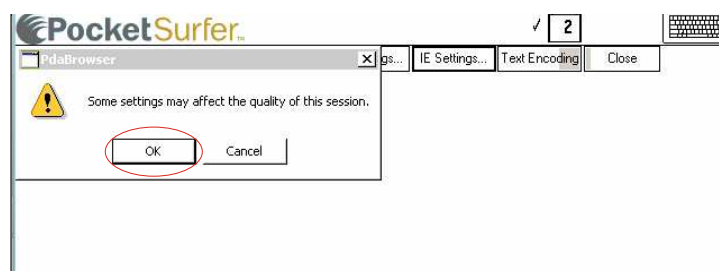 PocketSurfer™
✓ 2
PdaBrowser
gs... IE Settings... Text Encoding Close
Some settings may affect the quality of this session.
OK Cancel